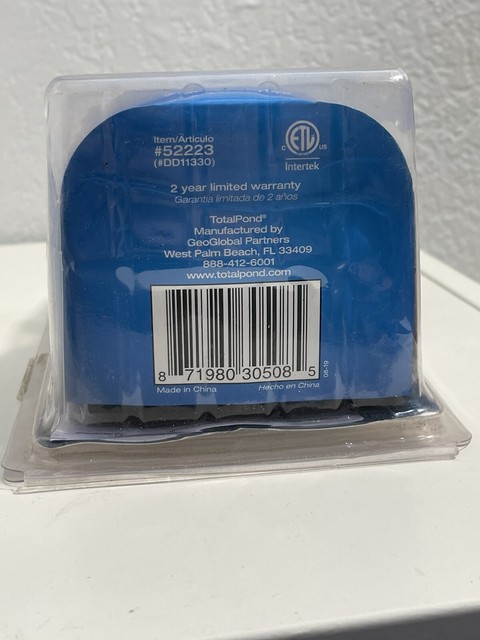 Item/Artículo
#52223
(#DD11330)
C ETL US
Intertek
2 year limited warranty
Garantía limitada de 2 años
TotalPond®
Manufactured by
GeoGlobal Partners
West Palm Beach, FL 33409
888-412-6001
www.totalpond.com
8 71980 30508 5
08-19
Made in China
Hecho en China